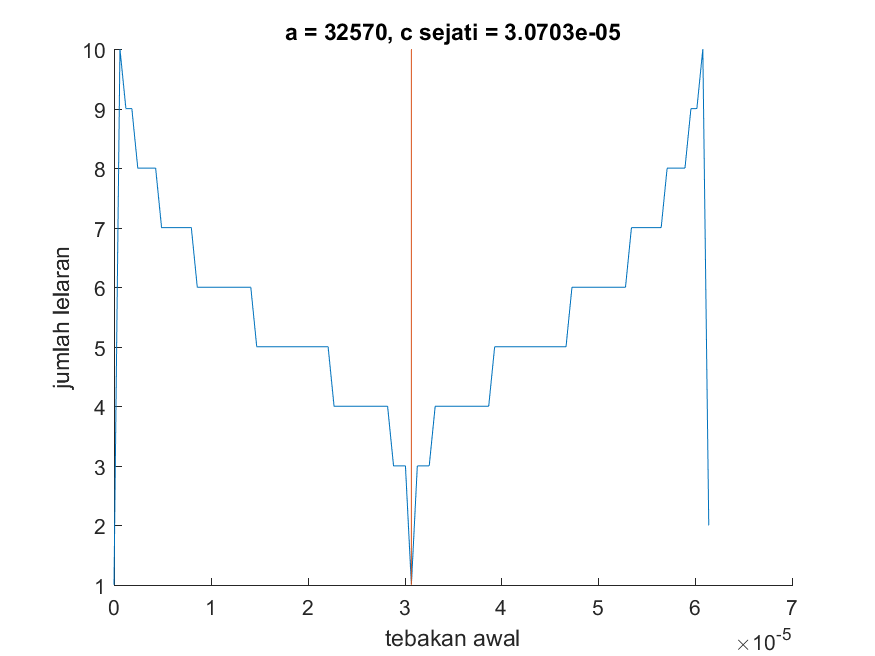 a = 32570, c sejati = 3.0703e-05
10
9
8
7
6
5
4
3
2
1
jumlah lelaran
0 1 2 3 4 5 6 7
tebakan awal
×10^-5